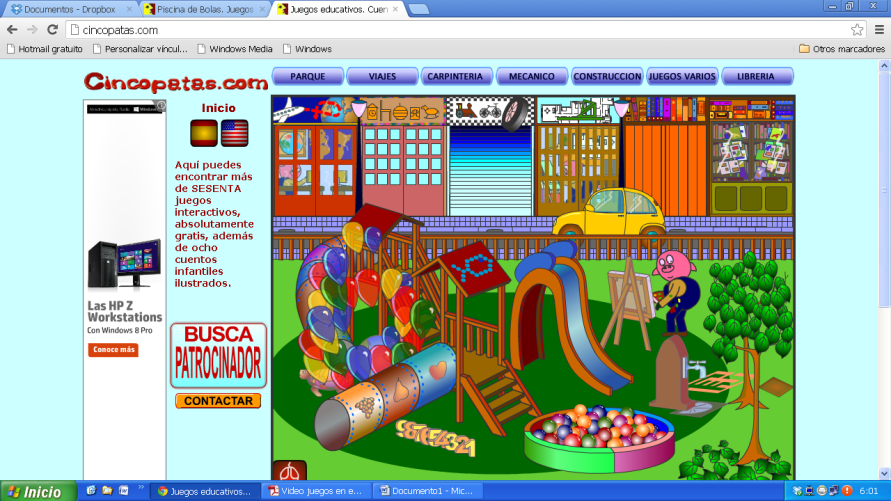 Documentos - Dropbox
Piscina de Bolas. Juegos
Juegos educativos. Cuen
cincopatas.com
Hotmail gratuito
Personalizar víncul...
Windows Media
Windows
Otros marcadores
Cincopatas.com
PARQUE
VIAJES
CARPINTERIA
MECANICO
CONSTRUCCION
JUEGOS VARIOS
LIBRERIA
Inicio
Aquí puedes
encontrar más
de SESENTA
juegos
interactivos,
absolutamente
gratis, además
de ocho
cuentos
infantiles
ilustrados.
Las HP Z
Workstations
Con Windows 8 Pro
Conoce más
BUSCA
PATROCINADOR
CONTACTAR
987654321
Inicio
Juegos educativos...
Video juegos en e...
Documento1 - Mic...
6:01